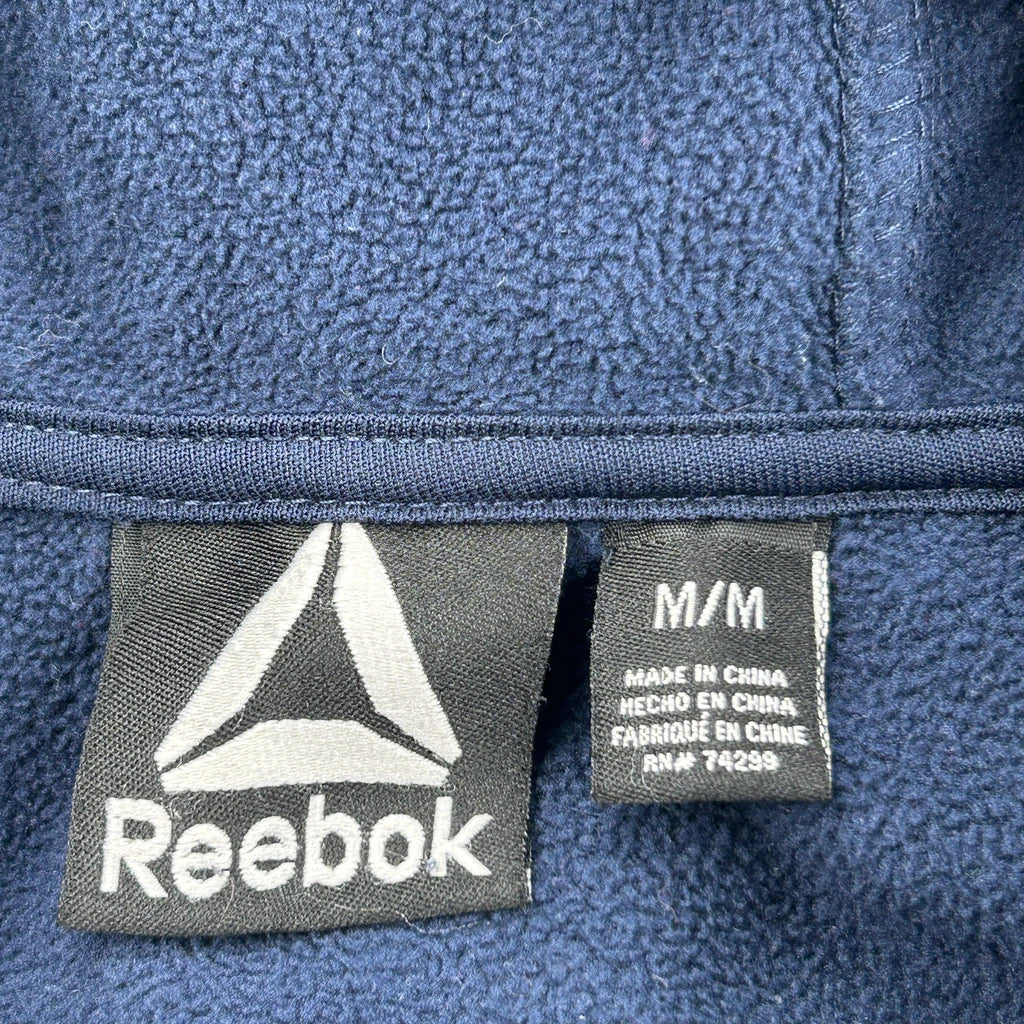 Reebok
M/M
MADE IN CHINA
HECHO EN CHINA
FABRIQUÉ EN CHINE
RN# 74299